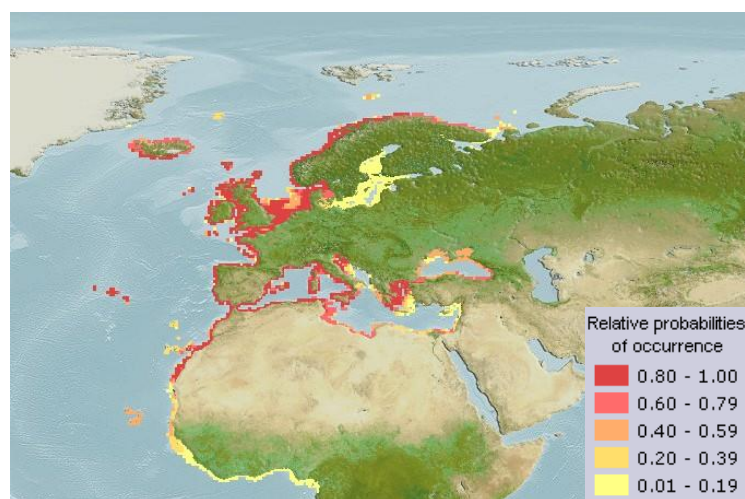 Relative probabilities
of occurrence
0.80 - 1.00
0.60 - 0.79
0.40 - 0.59
0.20 - 0.39
0.01 - 0.19